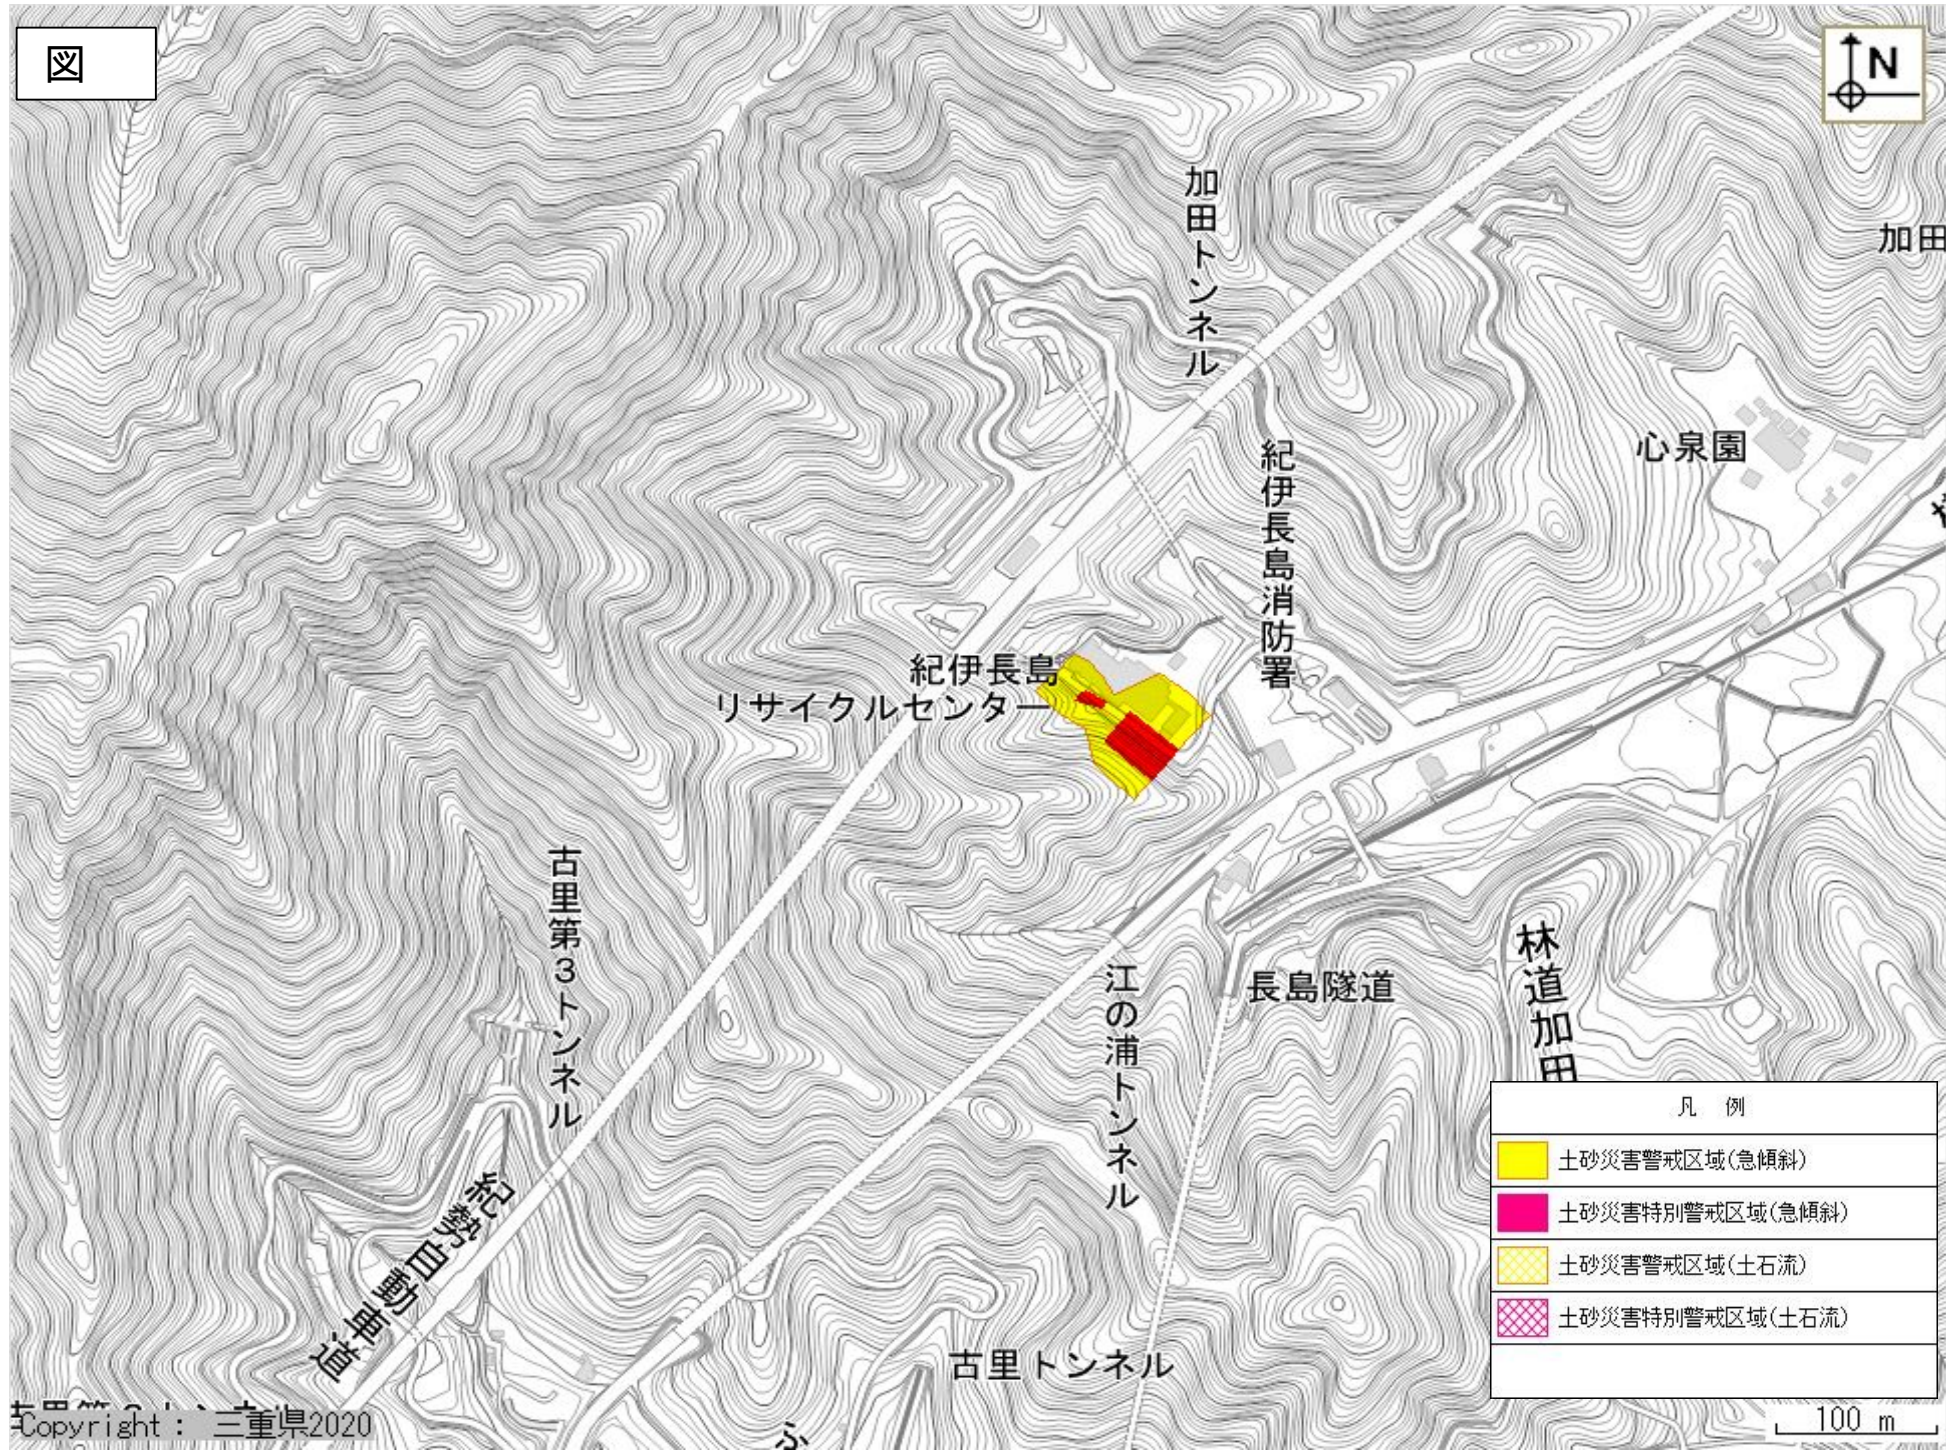 図
N
加田トンネル
加田
紀伊長島消防署
心泉園
紀伊長島
リサイクルセンター
古里第3トンネル
江の浦トンネル
長島隧道
林道加田
紀勢自動車道
古里トンネル
凡 例
土砂災害警戒区域(急傾斜)
土砂災害特別警戒区域(急傾斜)
土砂災害警戒区域(土石流)
土砂災害特別警戒区域(土石流)
Copyright : 三重県2020
100 m